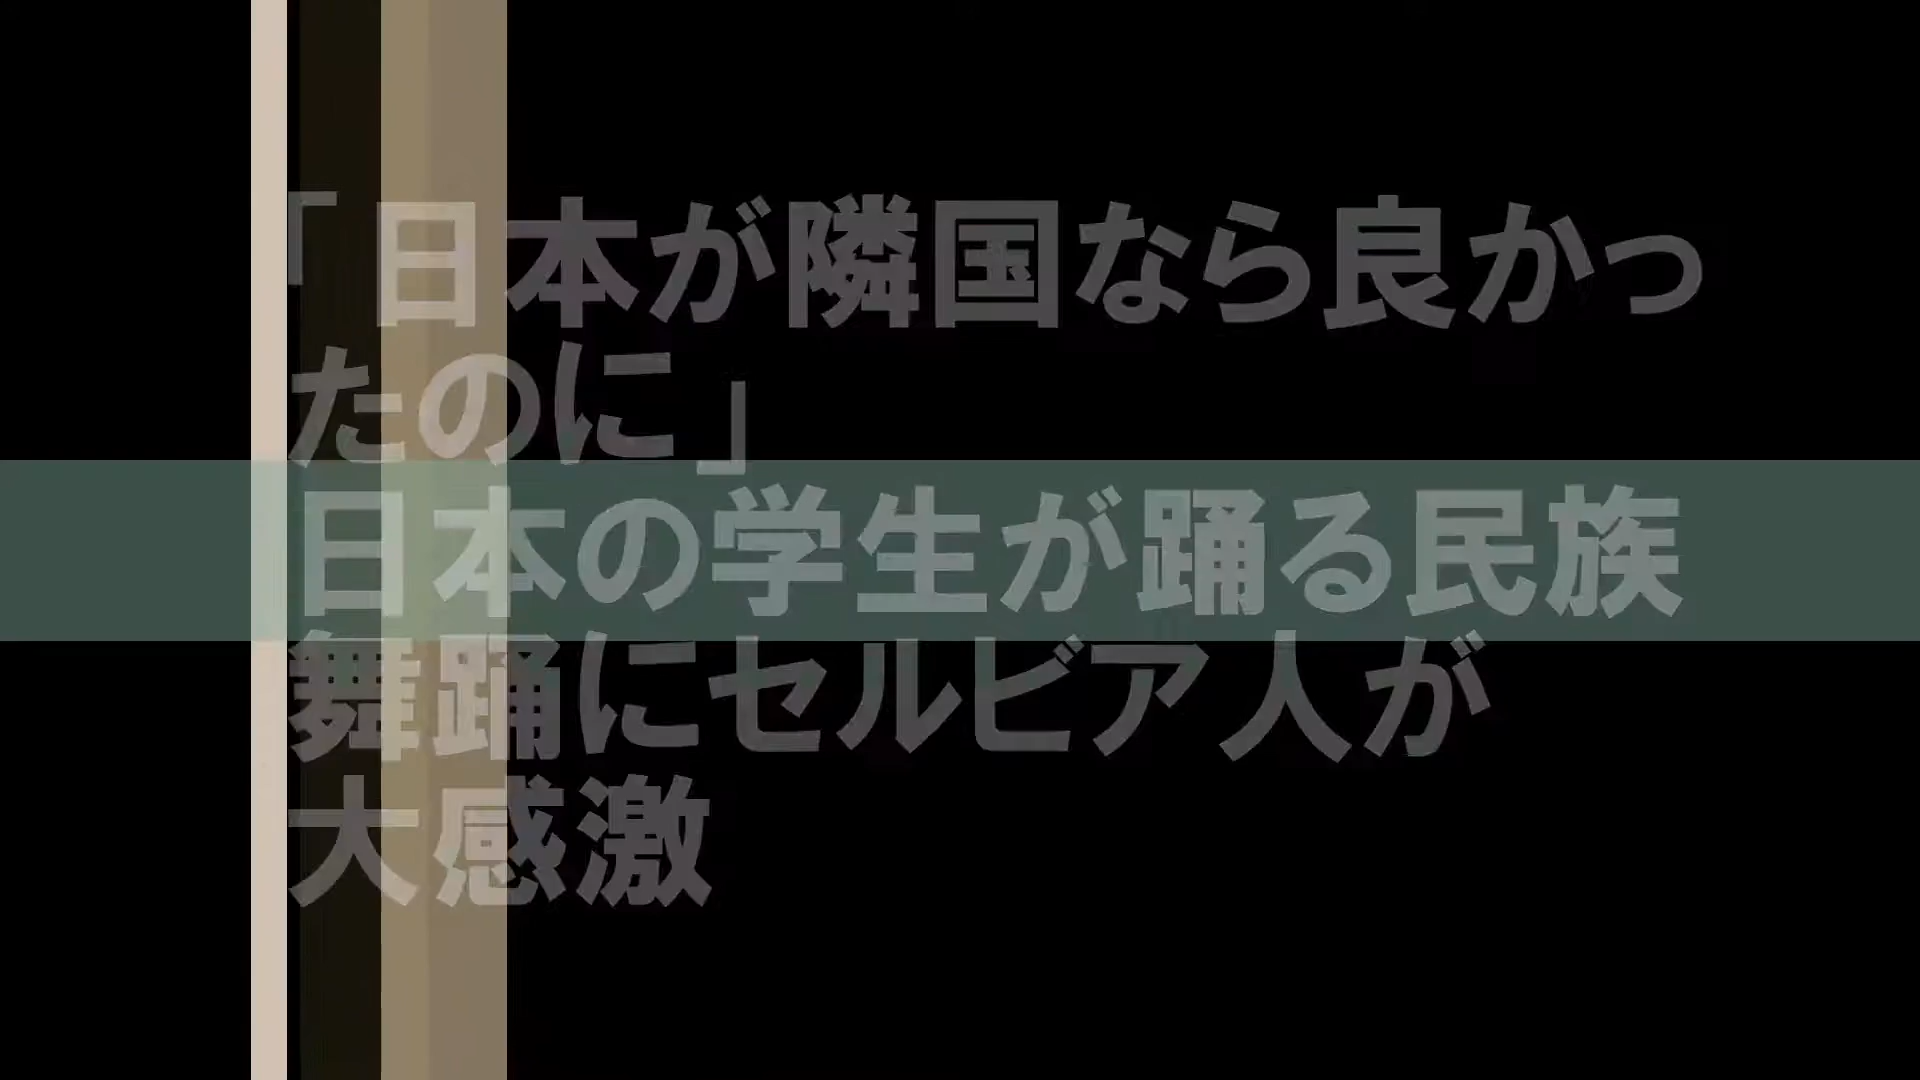 「日本が隣国なら良かっ
たのに」
日本の学生が踊る民族
舞踊にセルビア人が
大感激